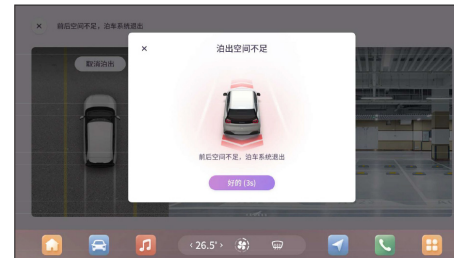 × 前后空间不足，泊车系统退出
取消泊出
×
泊出空间不足
前后空间不足，泊车系统退出
好的 (3s)
‹ 26.5° ›